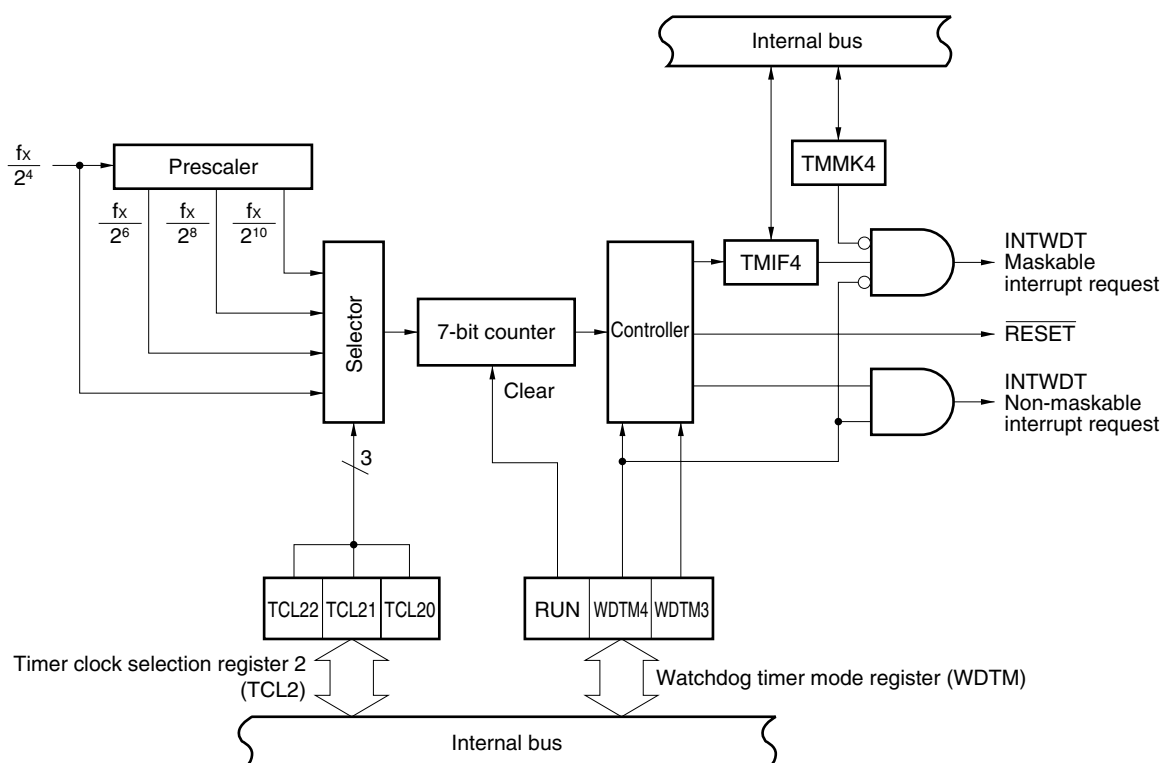 Internal bus
TMMK4
fX
2⁴
Prescaler
fX
2⁶
fX
2⁸
fX
2¹⁰
Selector
7-bit counter
Clear
Controller
TMIF4
INTWDT
Maskable
interrupt request
RESET
INTWDT
Non-maskable
interrupt request
3
TCL22 TCL21 TCL20
RUN WDTM4 WDTM3
Timer clock selection register 2
(TCL2)
Watchdog timer mode register (WDTM)
Internal bus